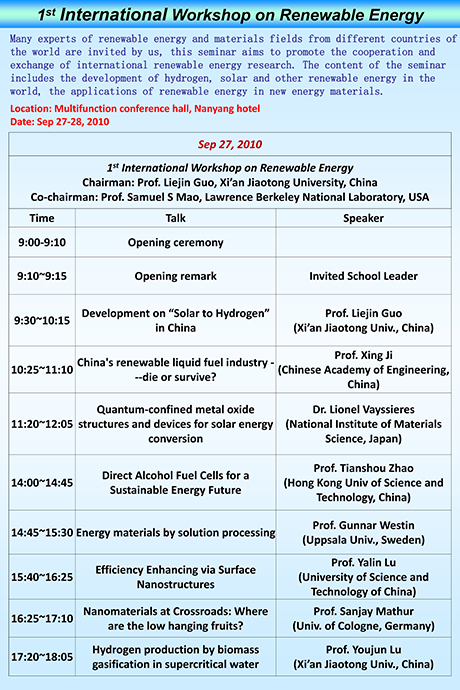 1st International Workshop on Renewable Energy
Many experts of renewable energy and materials fields from different countries of
the world are invited by us, this seminar aims to promote the cooperation and
exchange of international renewable energy research. The content of the seminar
includes the development of hydrogen, solar and other renewable energy in the
world, the applications of renewable energy in new energy materials.
Location: Multifunction conference hall, Nanyang hotel
Date: Sep 27-28, 2010
Sep 27, 2010
1st International Workshop on Renewable Energy
Chairman: Prof. Liejin Guo, Xi’an Jiaotong University, China
Co-chairman: Prof. Samuel S Mao, Lawrence Berkeley National Laboratory, USA
Time Talk Speaker
9:00-9:10 Opening ceremony
9:10~9:15 Opening remark Invited School Leader
9:30~10:15
Development on “Solar to Hydrogen”
in China
Prof. Liejin Guo
(Xi’an Jiaotong Univ., China)
10:25~11:10
China's renewable liquid fuel industry -
--die or survive?
Prof. Xing Ji
(Chinese Academy of Engineering,
China)
11:20~12:05
Quantum-confined metal oxide
structures and devices for solar energy
conversion
Dr. Lionel Vayssieres
(National Institute of Materials
Science, Japan)
14:00~14:45
Direct Alcohol Fuel Cells for a
Sustainable Energy Future
Prof. Tianshou Zhao
(Hong Kong Univ of Science and
Technology, China)
14:45~15:30
Energy materials by solution processing
Prof. Gunnar Westin
(Uppsala Univ., Sweden)
15:40~16:25
Efficiency Enhancing via Surface
Nanostructures
Prof. Yalin Lu
(University of Science and
Technology of China)
16:25~17:10
Nanomaterials at Crossroads: Where
are the low hanging fruits?
Prof. Sanjay Mathur
(Univ. of Cologne, Germany)
17:20~18:05
Hydrogen production by biomass
gasification in supercritical water
Prof. Youjun Lu
(Xi’an Jiaotong Univ., China)